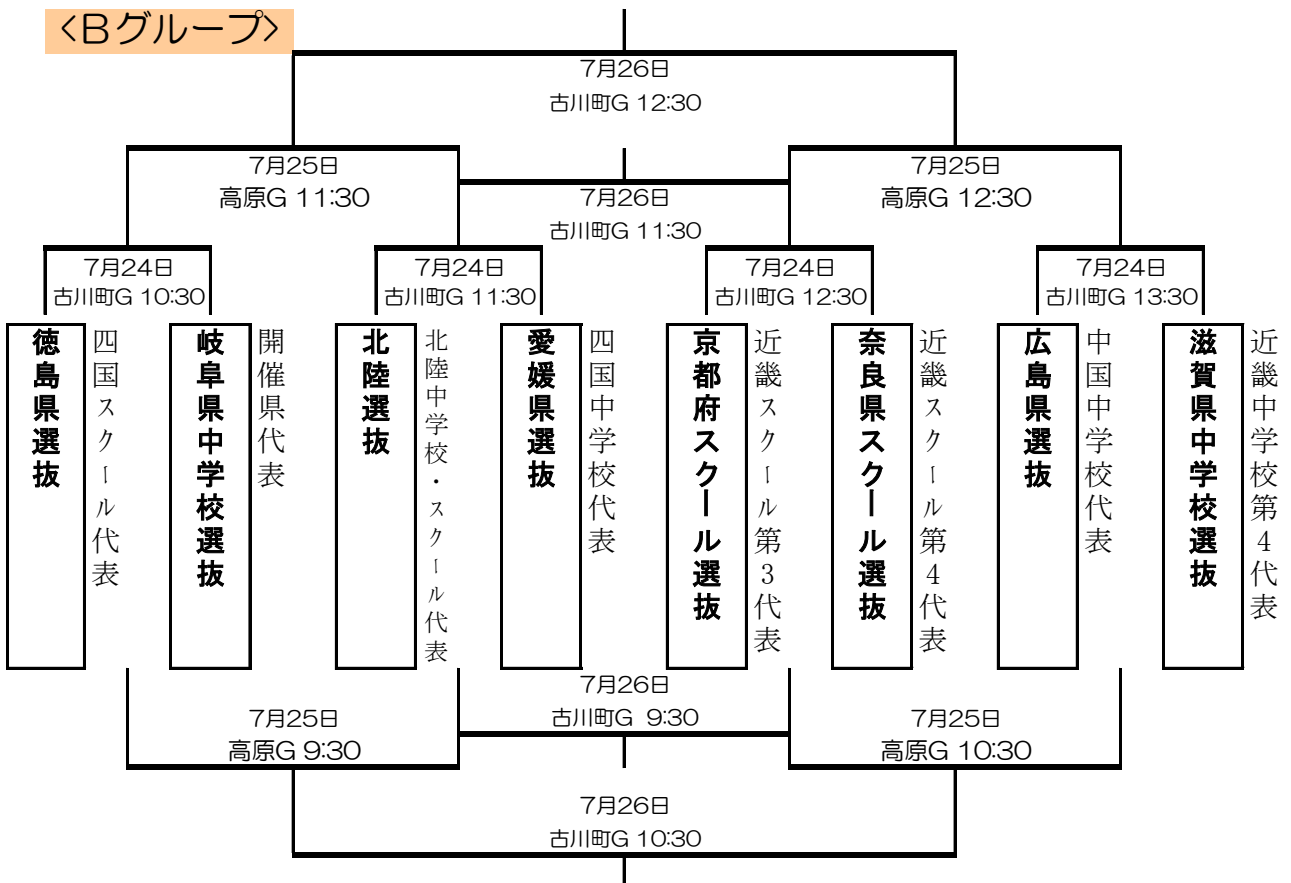 <Bグループ>
7月26日
古川町G 12:30
7月25日
高原G 11:30
7月25日
高原G 12:30
7月26日
古川町G 11:30
7月24日
古川町G 10:30
7月24日
古川町G 11:30
7月24日
古川町G 12:30
7月24日
古川町G 13:30
徳島県選抜
四国スクール代表
岐阜県中学校選抜
開催県代表
北陸選抜
北陸中学校・スクール代表
愛媛県選抜
四国中学校代表
京都府スクール選抜
近畿スクール第3代表
奈良県スクール選抜
近畿スクール第4代表
広島県選抜
中国中学校代表
滋賀県中学校選抜
近畿中学校第4代表
7月26日
古川町G 9:30
7月25日
高原G 9:30
7月25日
高原G 10:30
7月26日
古川町G 10:30